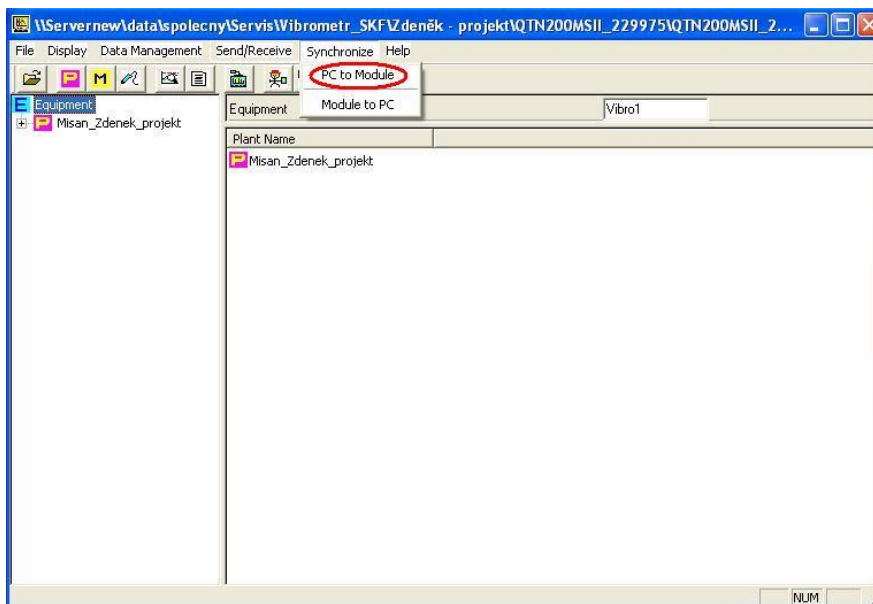 \\Servernew\data\spolecny\Servis\Vibrometr_SKF\Zdeněk - projekt\QTN200MSII_229975\QTN200MSII_2...
File Display Data Management Send/Receive Synchronize Help
P M
PC to Module
Module to PC
E Equipment
P Misan_Zdenek_projekt
Equipment Vibro1
Plant Name
P Misan_Zdenek_projekt
NUM